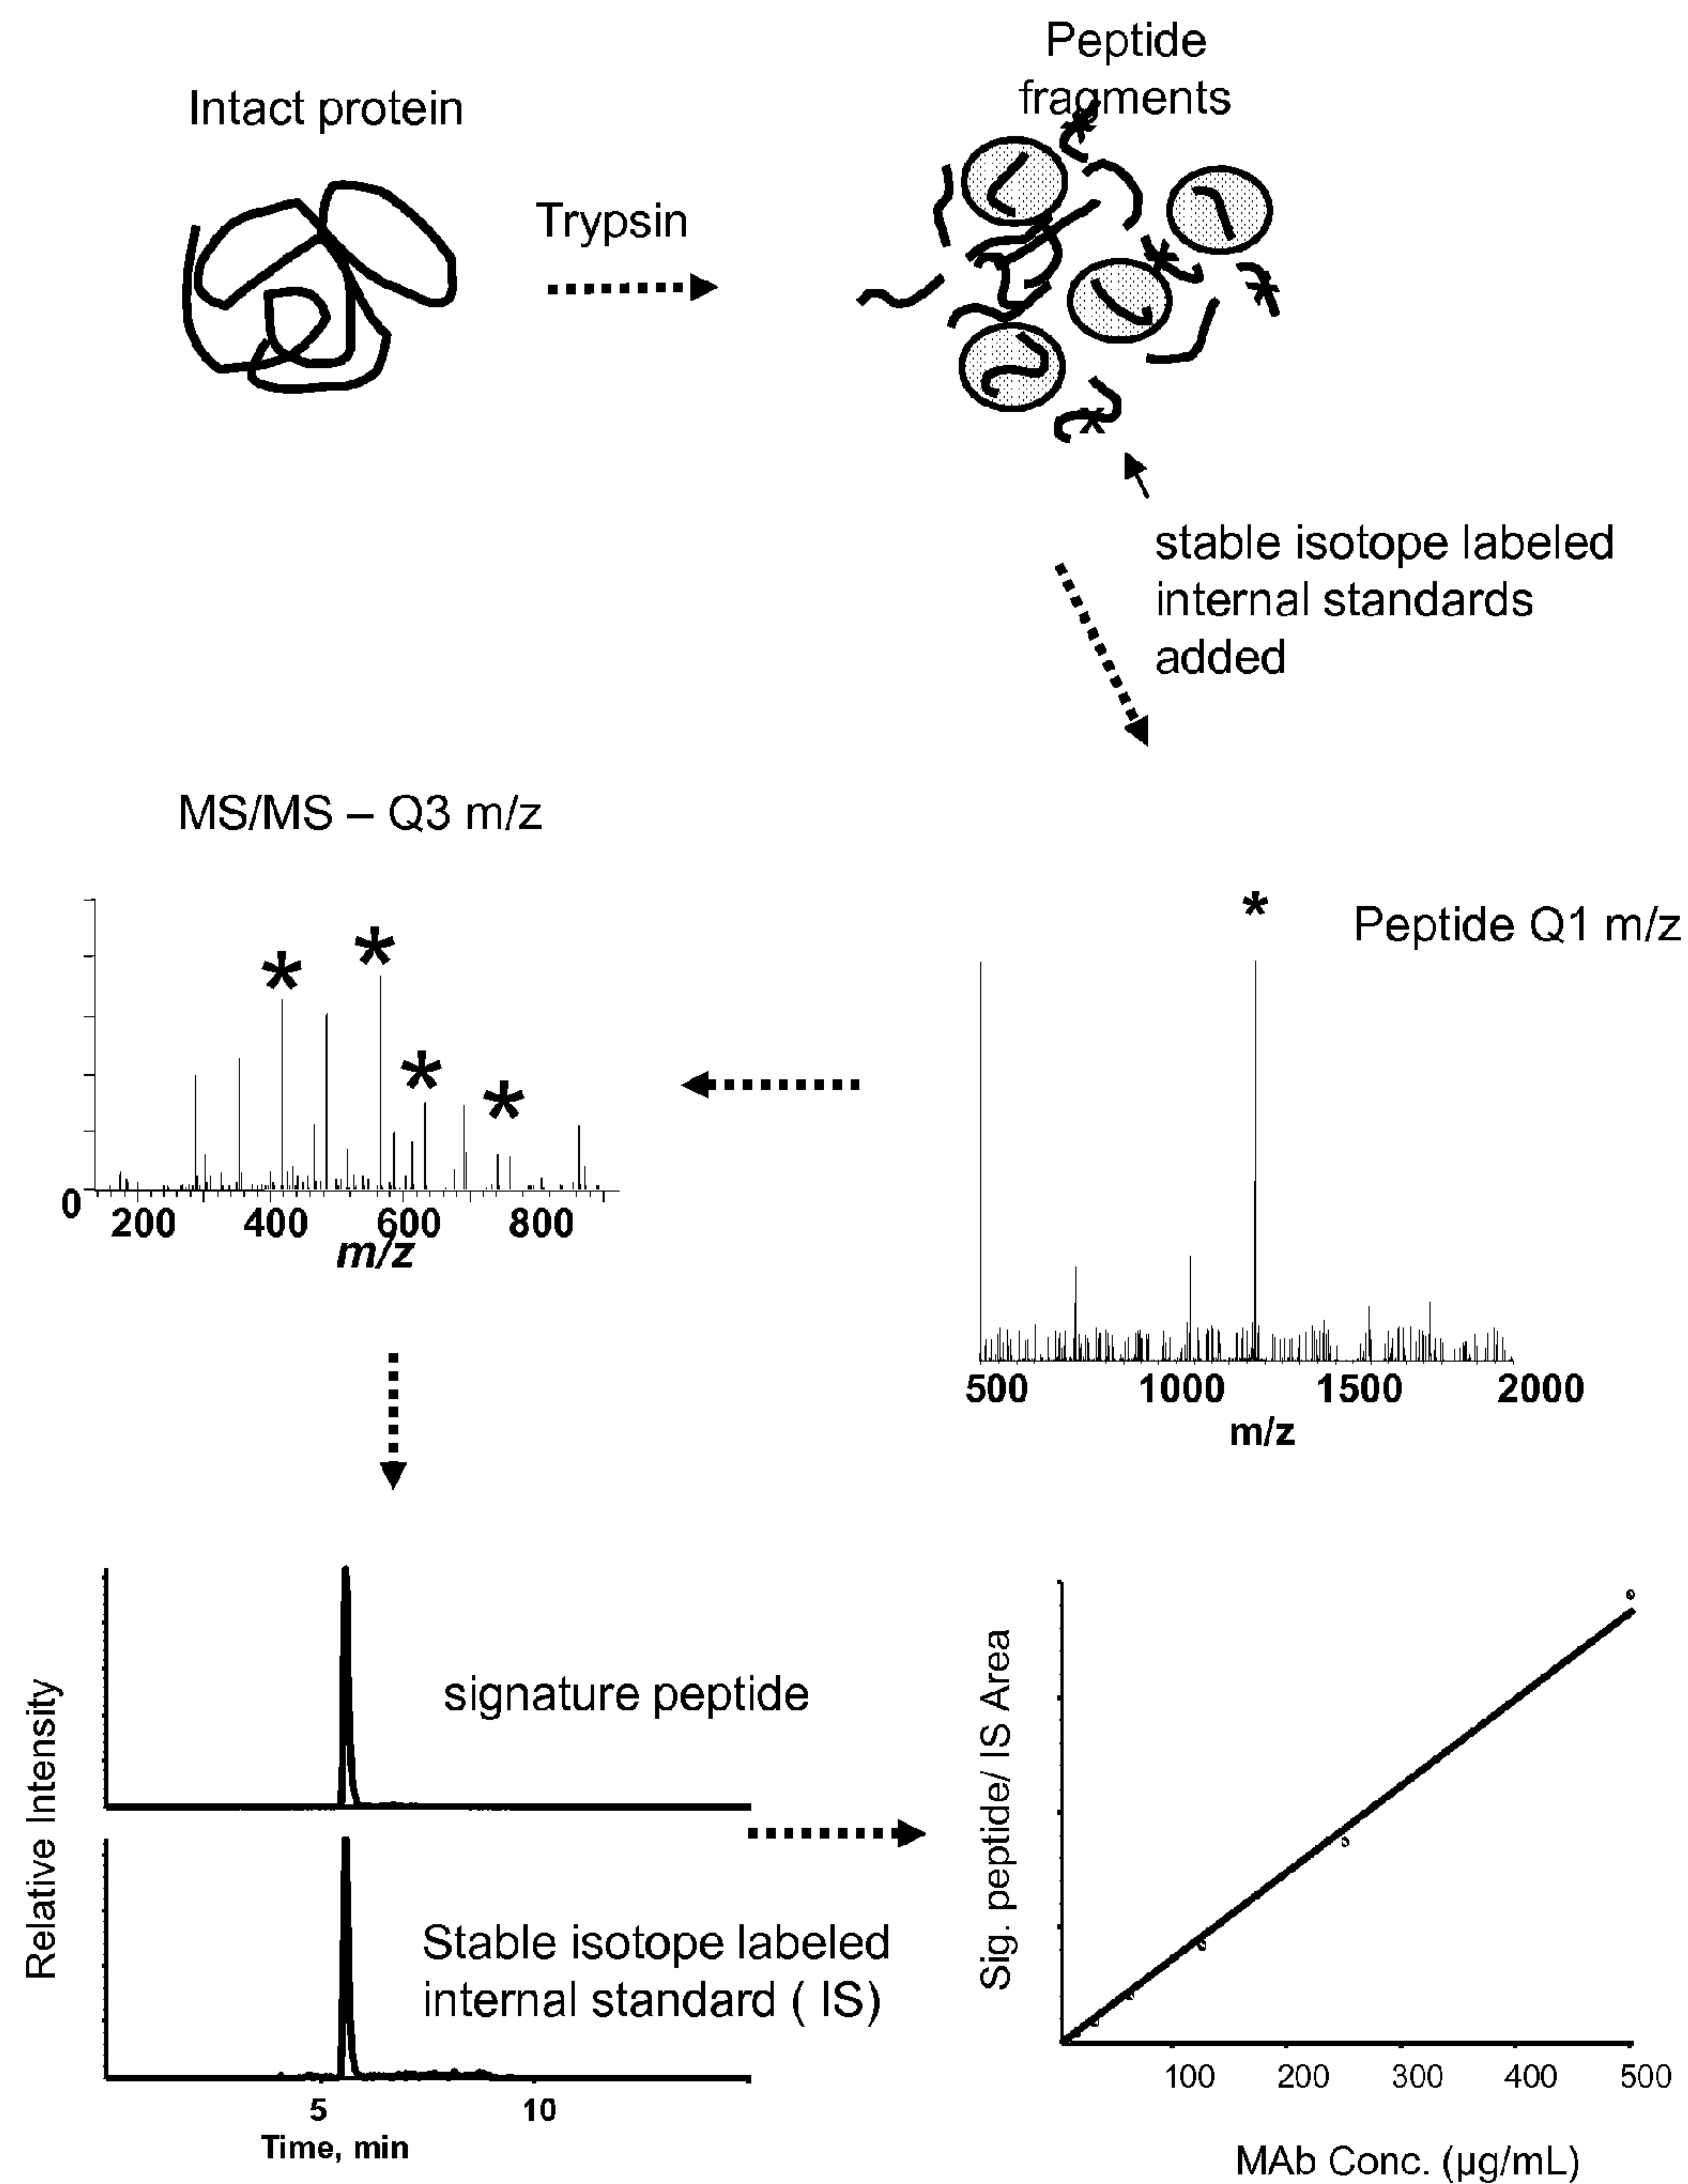 Peptide
fragments
Intact protein
Trypsin
stable isotope labeled
internal standards
added
MS/MS – Q3 m/z
*
Peptide Q1 m/z
* * * *
0 200 400 600 800
m/z
500 1000 1500 2000
m/z
Relative Intensity
signature peptide
Stable isotope labeled
internal standard ( IS)
5 10
Time, min
Sig. peptide/ IS Area
100 200 300 400 500
MAb Conc. (µg/mL)